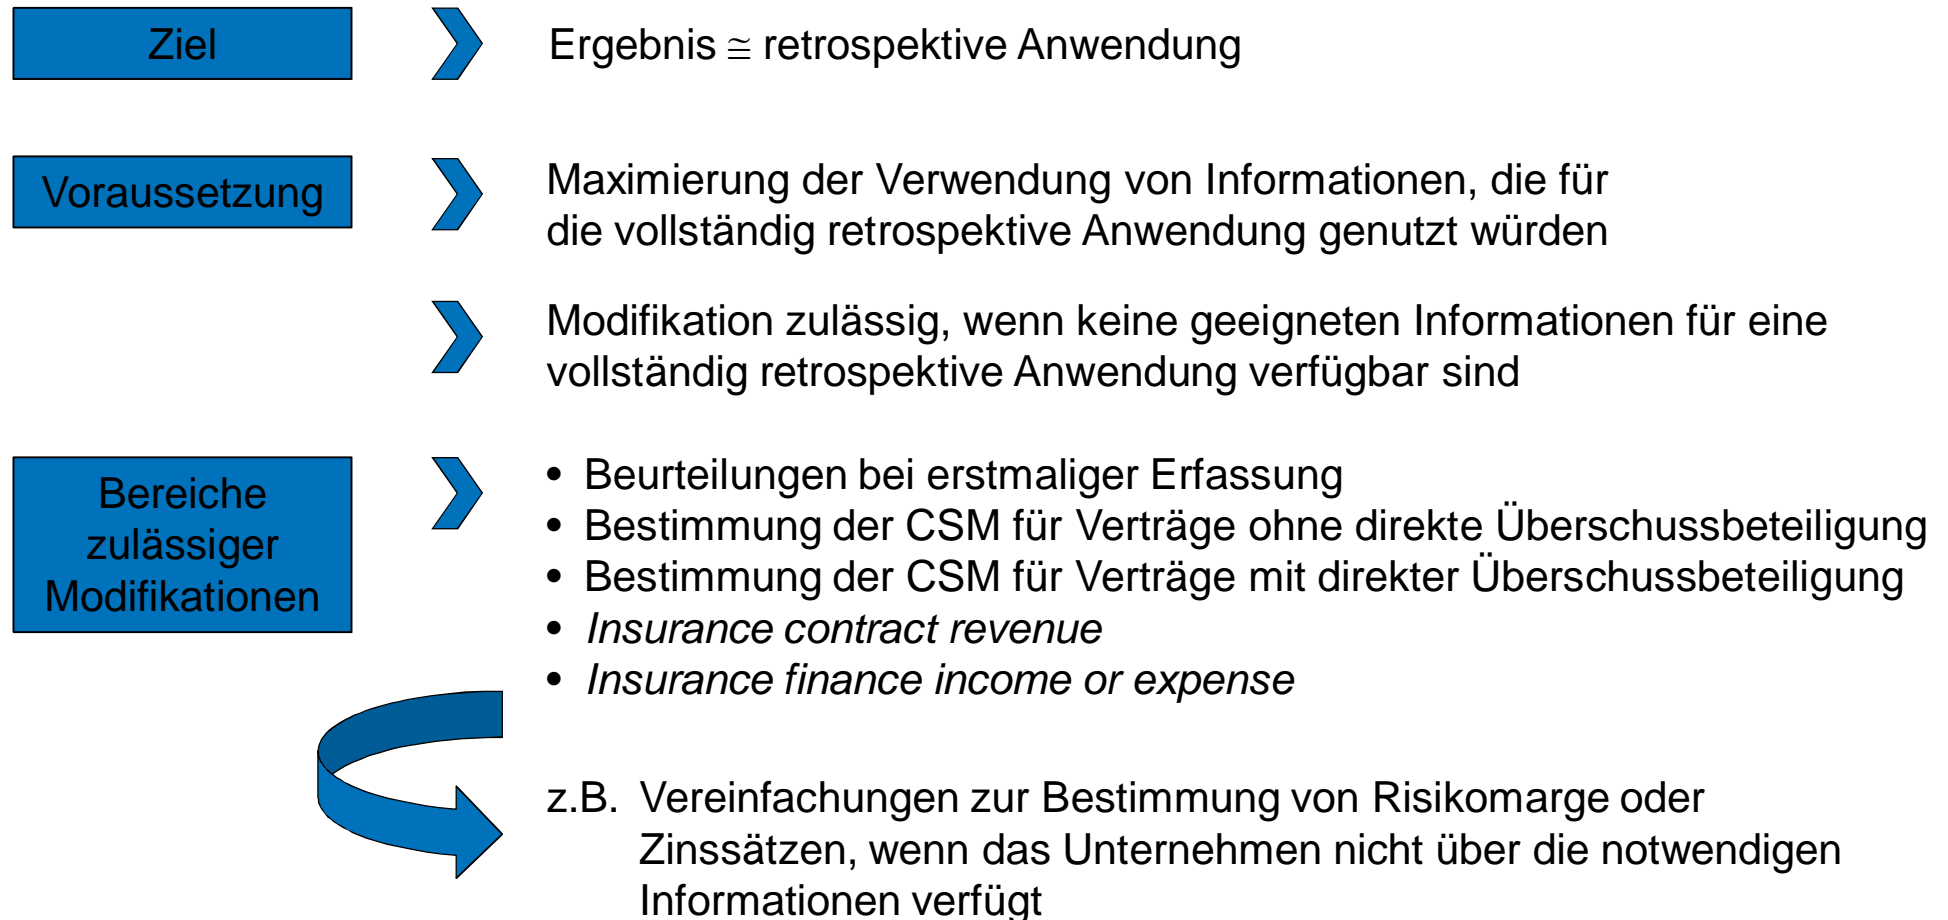 Ziel
Ergebnis ≅ retrospektive Anwendung
Voraussetzung
Maximierung der Verwendung von Informationen, die für
die vollständig retrospektive Anwendung genutzt würden
Modifikation zulässig, wenn keine geeigneten Informationen für eine
vollständig retrospektive Anwendung verfügbar sind
Bereiche
zulässiger
Modifikationen
• Beurteilungen bei erstmaliger Erfassung
• Bestimmung der CSM für Verträge ohne direkte Überschussbeteiligung
• Bestimmung der CSM für Verträge mit direkter Überschussbeteiligung
• Insurance contract revenue
• Insurance finance income or expense
z.B. Vereinfachungen zur Bestimmung von Risikomarge oder
Zinssätzen, wenn das Unternehmen nicht über die notwendigen
Informationen verfügt